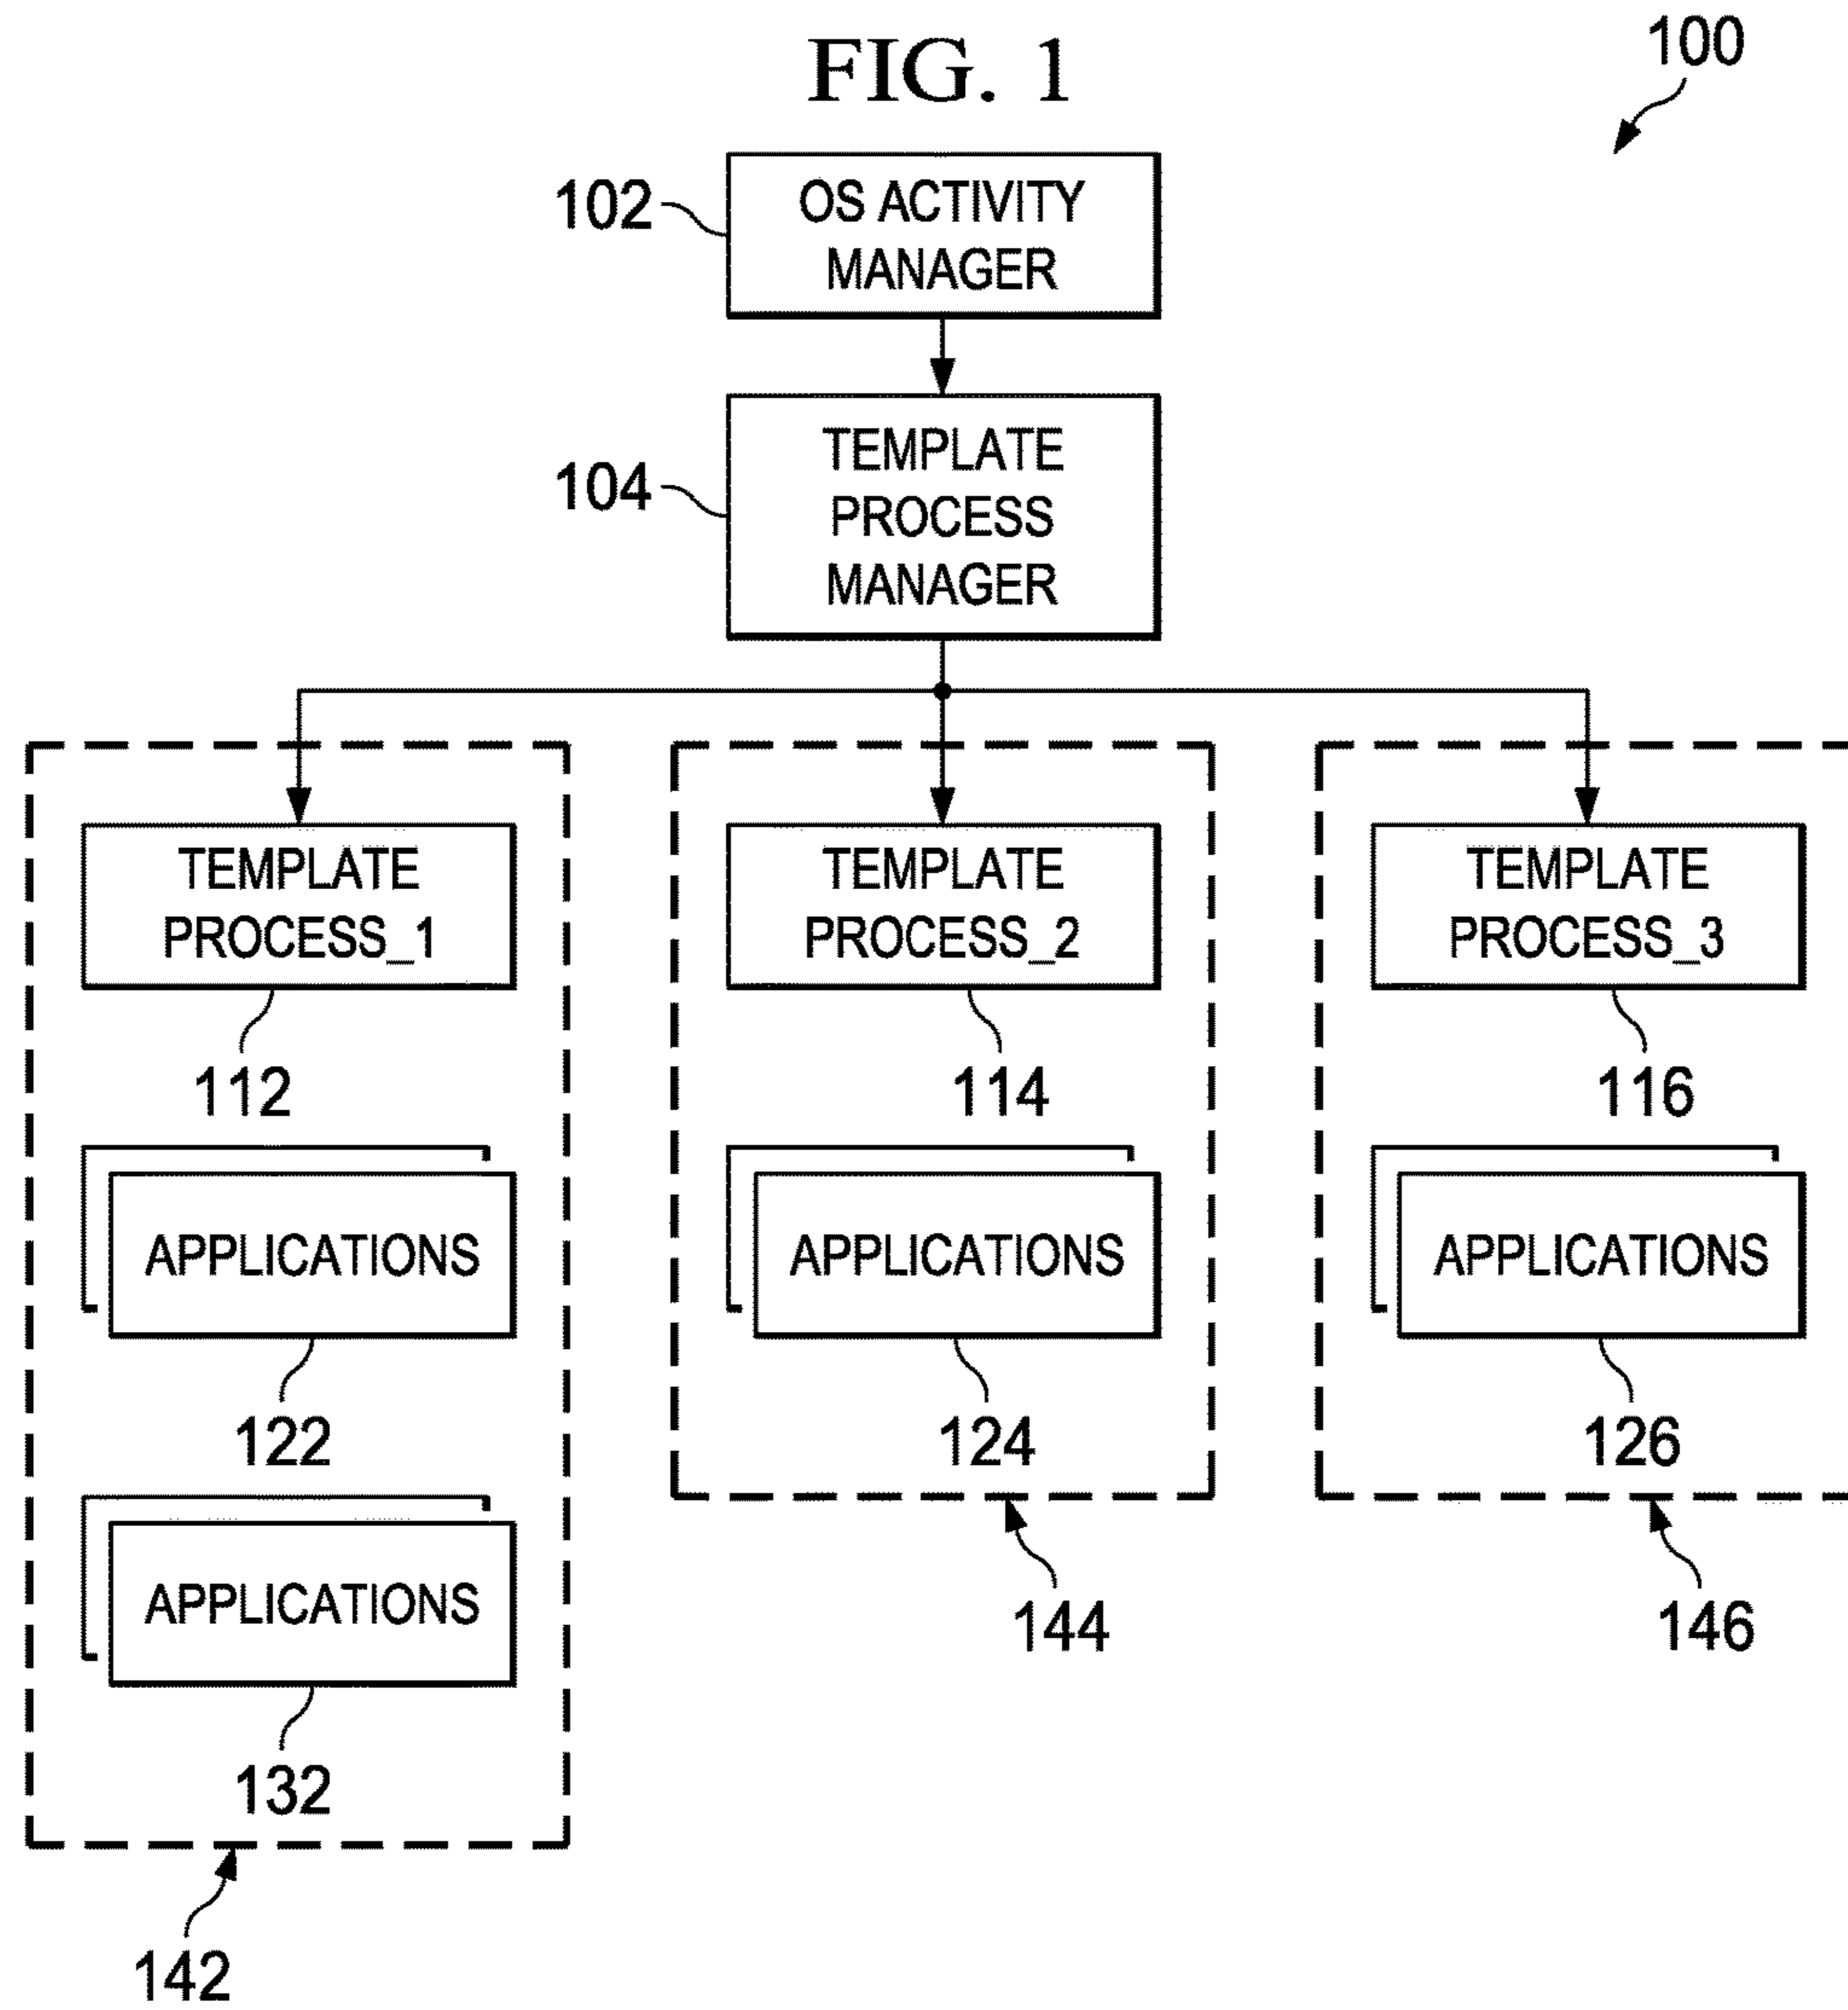 FIG. 1
100
102
OS ACTIVITY
MANAGER
104
TEMPLATE
PROCESS
MANAGER
TEMPLATE
PROCESS_1
112
APPLICATIONS
122
APPLICATIONS
132
142
TEMPLATE
PROCESS_2
114
APPLICATIONS
124
144
TEMPLATE
PROCESS_3
116
APPLICATIONS
126
146